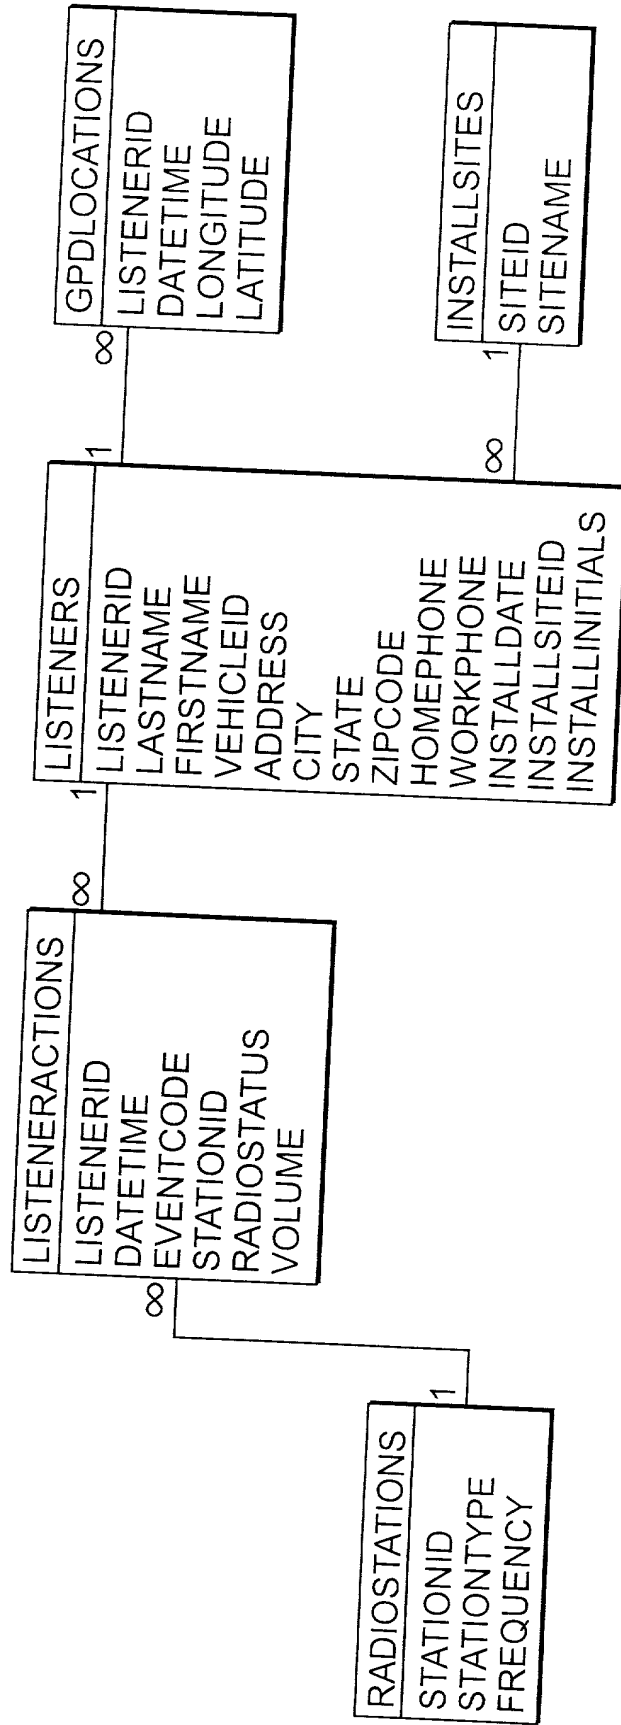 RADIOSTATIONS
STATIONID
STATIONTYPE
FREQUENCY
1
∞
LISTENERACTIONS
LISTENERID
DATETIME
EVENTCODE
STATIONID
RADIOSTATUS
VOLUME
∞
1
LISTENERS
LISTENERID
LASTNAME
FIRSTNAME
VEHICLEID
ADDRESS
CITY
STATE
ZIPCODE
HOMEPHONE
WORKPHONE
INSTALLDATE
INSTALLSITEID
INSTALLINITIALS
1
∞
GPDLOCATIONS
LISTENERID
DATETIME
LONGITUDE
LATITUDE
∞
1
INSTALLSITES
SITEID
SITENAME